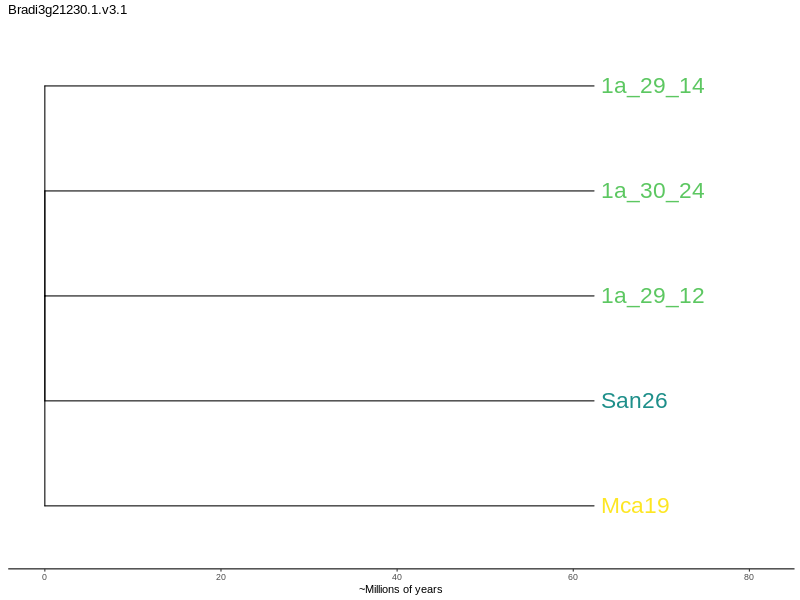 Bradi3g21230.1.v3.1
1a_29_14
1a_30_24
1a_29_12
San26
Mca19
0 20 40 60 80
~Millions of years